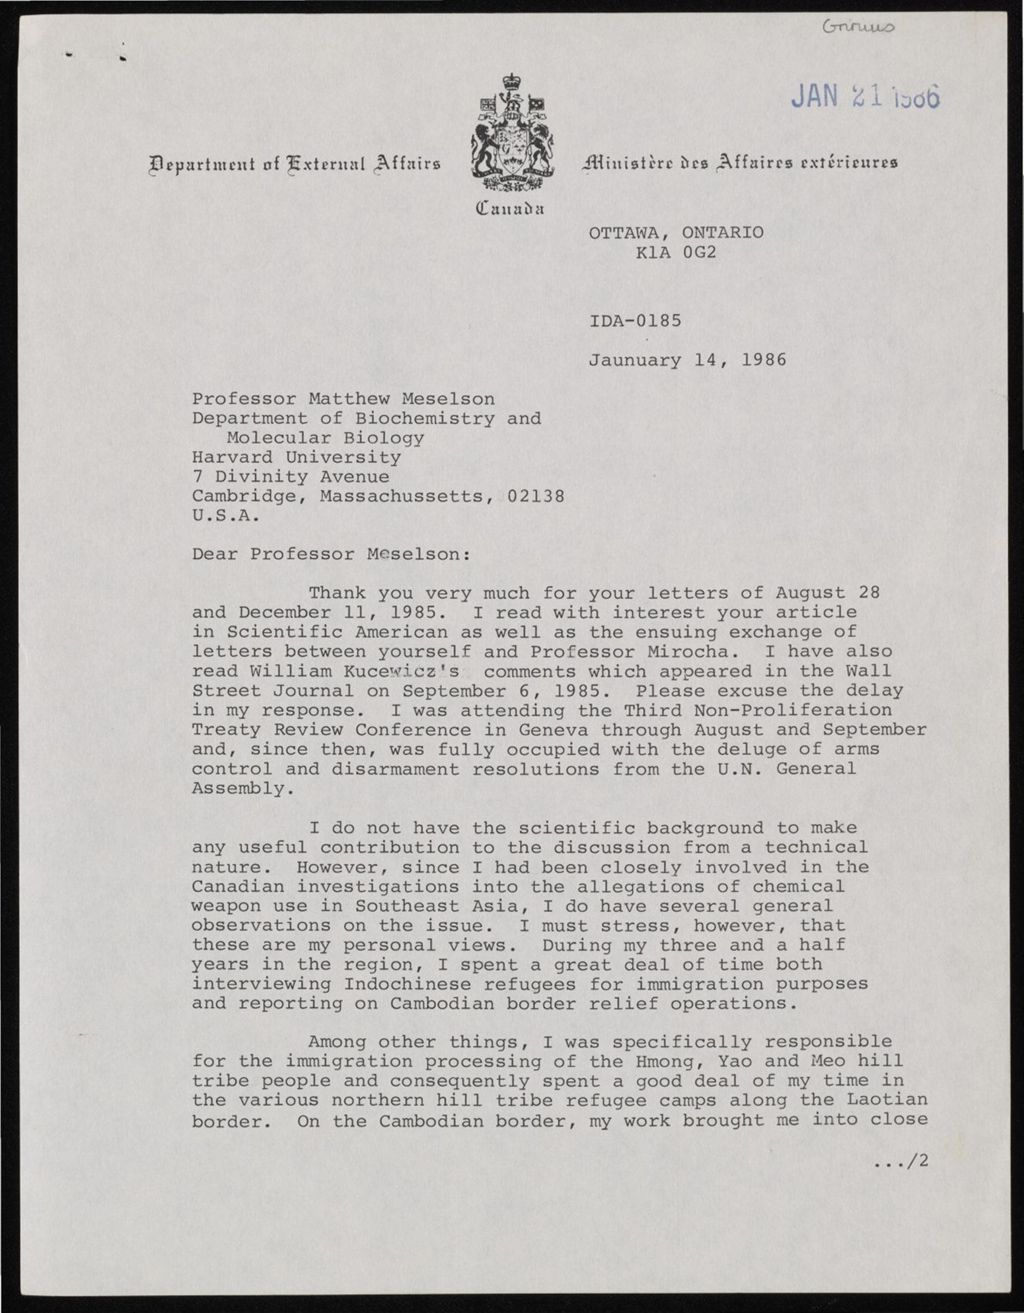 JAN 21 1986
Department of External Affairs
Ministère des Affaires extérieures
Canada
OTTAWA, ONTARIO
K1A 0G2
IDA-0185
Jaunuary 14, 1986
Professor Matthew Meselson
Department of Biochemistry and
Molecular Biology
Harvard University
7 Divinity Avenue
Cambridge, Massachussetts, 02138
U.S.A.
Dear Professor Meselson:
Thank you very much for your letters of August 28
and December 11, 1985. I read with interest your article
in Scientific American as well as the ensuing exchange of
letters between yourself and Professor Mirocha. I have also
read William Kucewicz's comments which appeared in the Wall
Street Journal on September 6, 1985. Please excuse the delay
in my response. I was attending the Third Non-Proliferation
Treaty Review Conference in Geneva through August and September
and, since then, was fully occupied with the deluge of arms
control and disarmament resolutions from the U.N. General
Assembly.
I do not have the scientific background to make
any useful contribution to the discussion from a technical
nature. However, since I had been closely involved in the
Canadian investigations into the allegations of chemical
weapon use in Southeast Asia, I do have several general
observations on the issue. I must stress, however, that
these are my personal views. During my three and a half
years in the region, I spent a great deal of time both
interviewing Indochinese refugees for immigration purposes
and reporting on Cambodian border relief operations.
Among other things, I was specifically responsible
for the immigration processing of the Hmong, Yao and Meo hill
tribe people and consequently spent a good deal of my time in
the various northern hill tribe refugee camps along the Laotian
border. On the Cambodian border, my work brought me into close
.../2